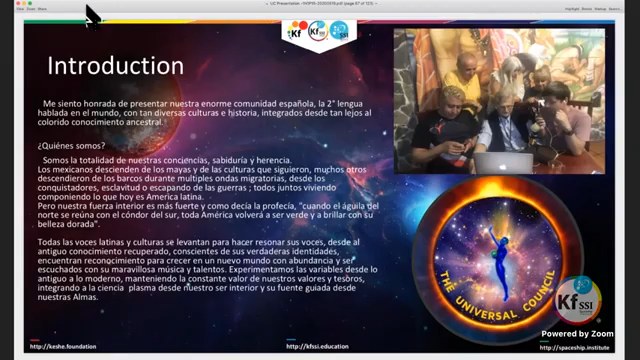 LIC Presentation
Introduction
Kf
Kf SSI
SSI
Me siento honrada de presentar nuestra enorme comunidad española, la 2° lengua
hablada en el mundo, con tan diversas culturas e historia, integrados desde tan lejos al
colorido conocimiento ancestral.
¿Quiénes somos?
Somos la totalidad de nuestras conciencias, sabiduría y herencia.
Los mexicanos descienden de los mayas y de las culturas que siguieron, muchos otros
descendieron de los barcos durante multiples ondas migratorias, desde los
conquistadores, esclavitud o escapando de las guerras ; todos juntos viviendo
componiendo lo que hoy es America latina.
Pero nuestra fuerza interior es más fuerte y como decía la profecía, "cuando el águila del
norte se reúna con el cóndor del sur, toda América volverá a ser verde y a brillar con su
belleza dorada".
Todas las voces latinas y culturas se levantan para hacer resonar sus voces, desde al
antiguo conocimiento recuperado, conscientes de sus verdaderas identidades,
encuentran reconocimiento para crecer en un nuevo mundo con abundancia y ser
escuchados con su maravillosa música y talentos. Experimentamos las variables desde lo
antiguo a lo moderno, manteniendo la constante valor de nuestros valores y tesoros,
integrando a la ciencia plasma desde nuestro ser interior y su fuente guiada desde
nuestras Almas.
THE UNIVERSAL COUNCIL
Kf SSI
Powered by Zoom
http://keshe.foundation
http://kfssi.education
http://spaceship.institute